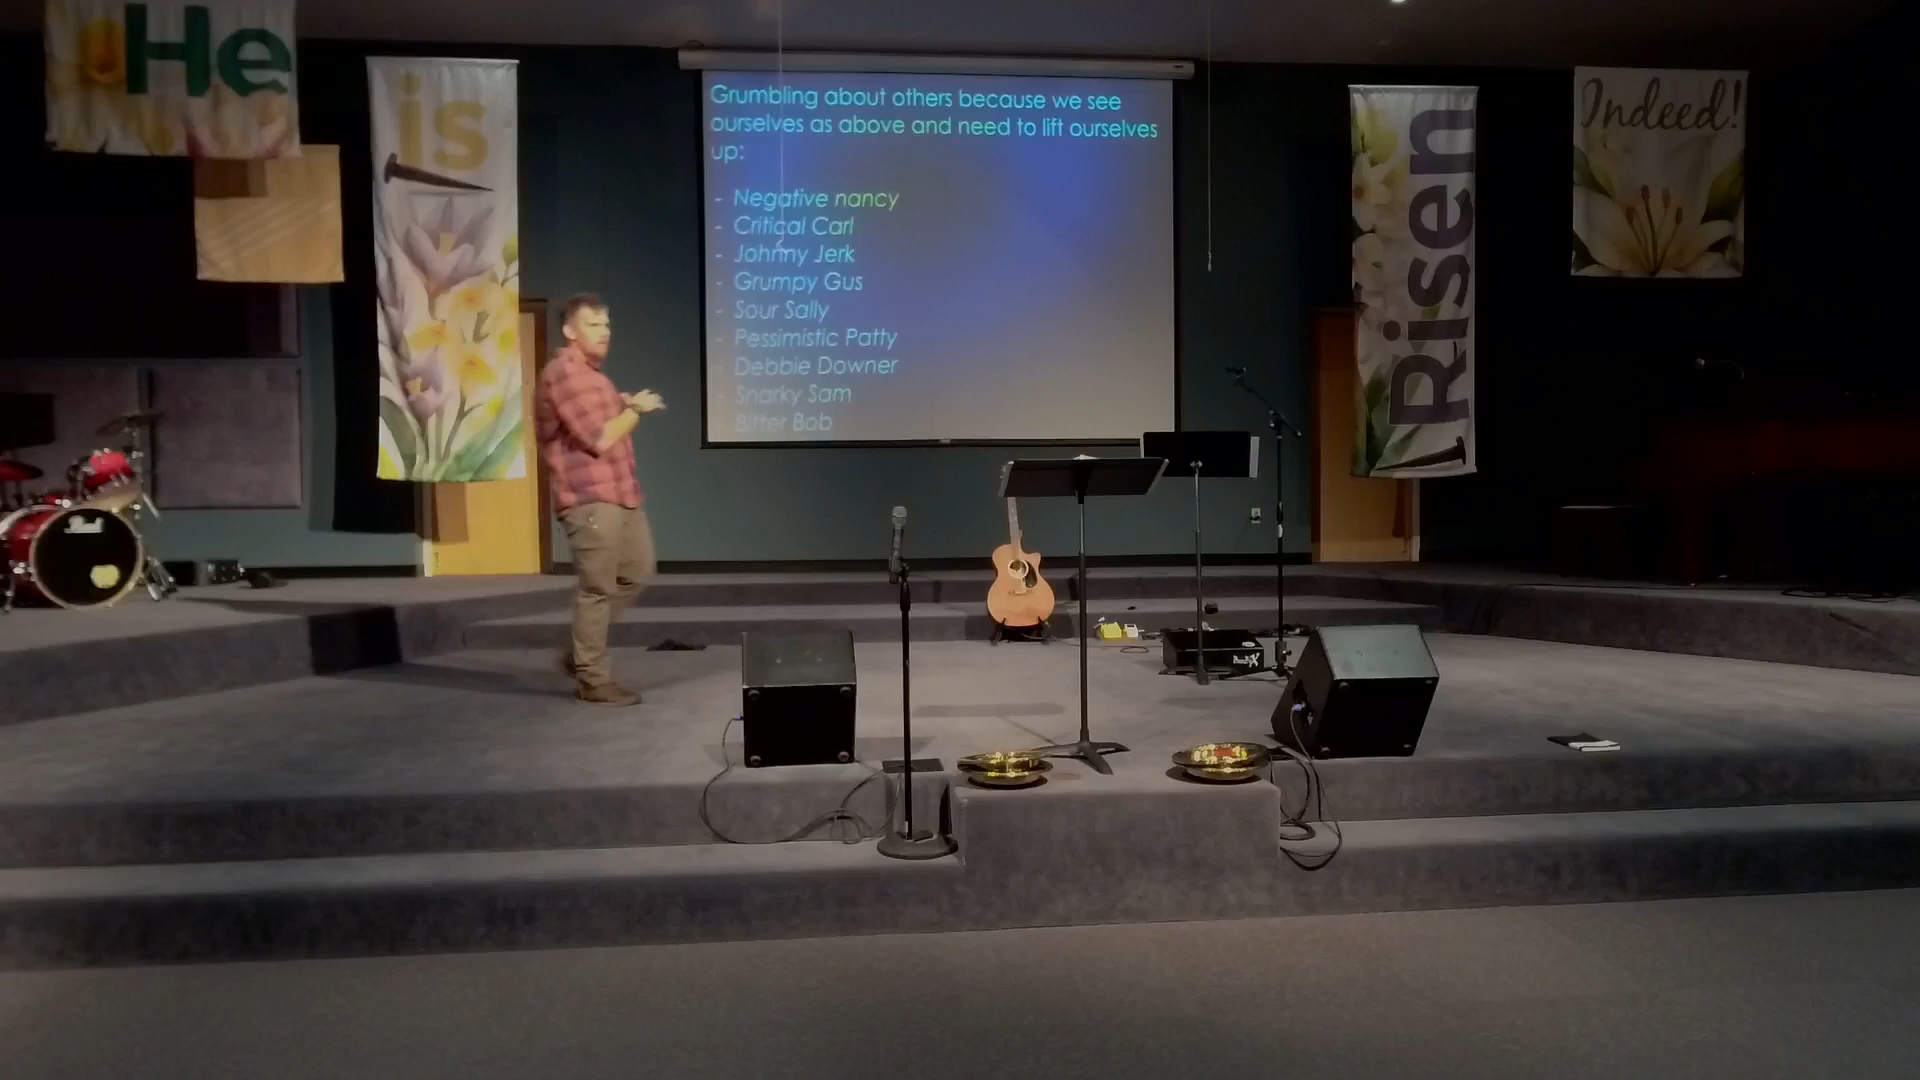 He
is
Grumbling about others because we see
ourselves as above and need to lift ourselves
up:
- Negative nancy
- Critical Carl
- Johnny Jerk
- Grumpy Gus
- Sour Sally
- Pessimistic Patty
- Debbie Downer
- Snarky Sam
- Bitter Bob
Risen
Indeed!
Pearl